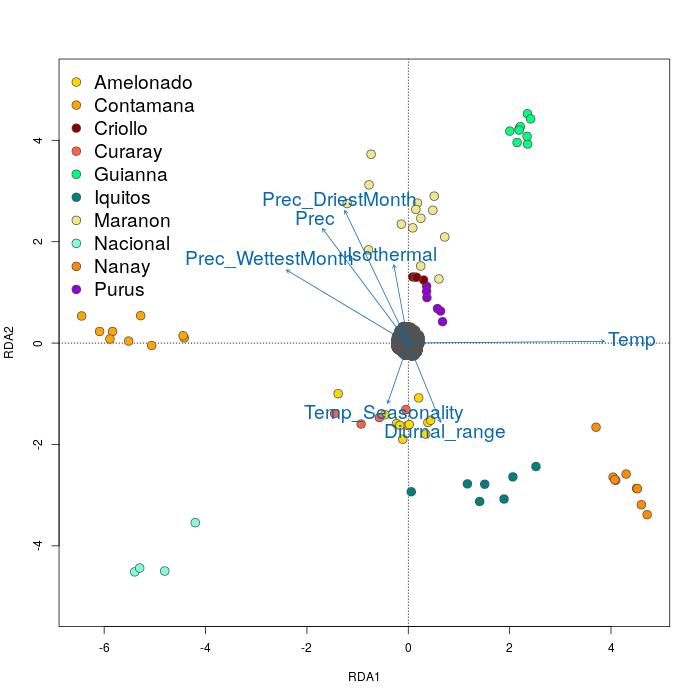 Amelonado
Contamana
Criollo
Curaray
Guianna
Iquitos
Maranon
Nacional
Nanay
Purus
Prec_DriestMonth
Prec
Isothermal
Prec_WettestMonth
Temp
Temp_Seasonality
Diurnal_range
4
2
0
-2
-4
RDA2
-6 -4 -2 0 2 4
RDA1